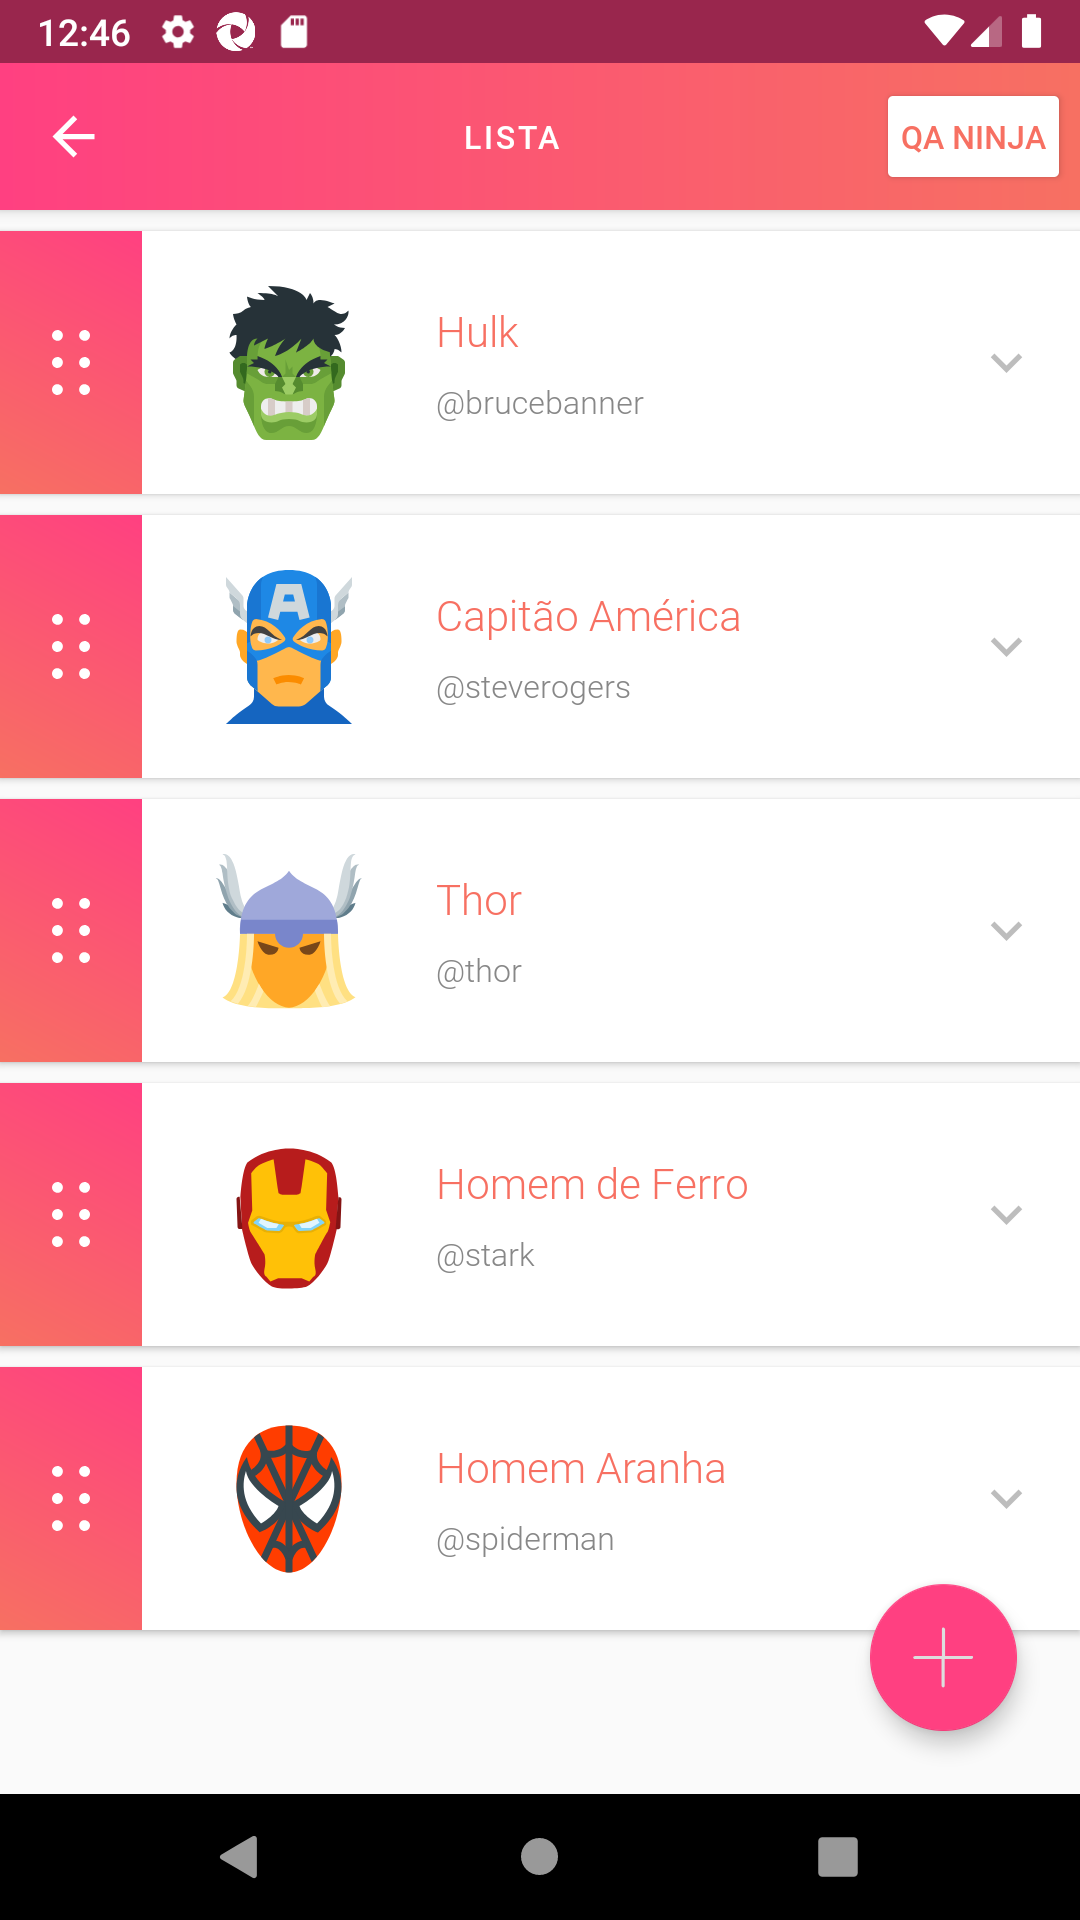 12:46
LISTA
QA NINJA
Hulk
@brucebanner
Capitão América
@steverogers
Thor
@thor
Homem de Ferro
@stark
Homem Aranha
@spiderman